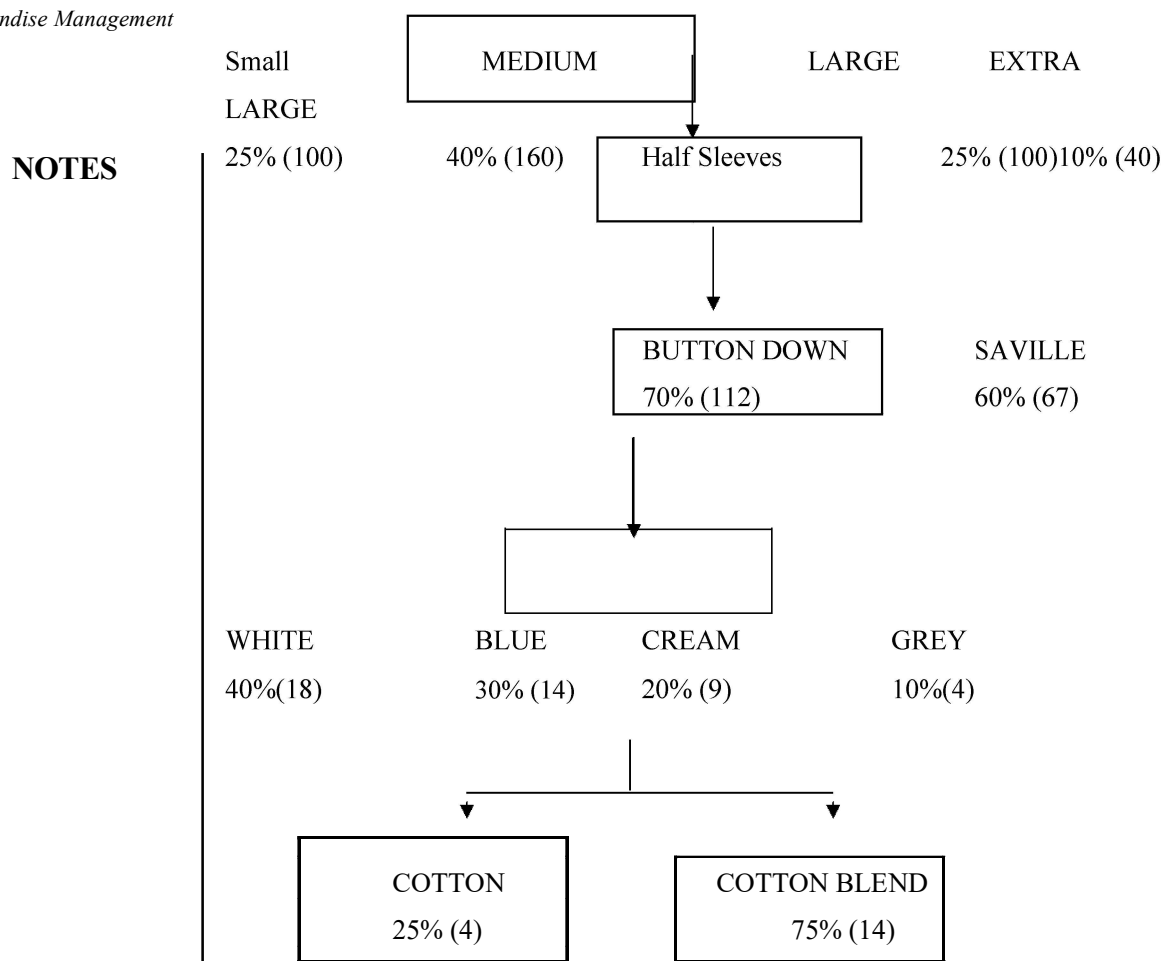 ndise Management
Small MEDIUM LARGE EXTRA
LARGE
NOTES
25% (100) 40% (160) Half Sleeves 25% (100)10% (40)
BUTTON DOWN SAVILLE
70% (112) 60% (67)
WHITE BLUE CREAM GREY
40%(18) 30% (14) 20% (9) 10%(4)
COTTON COTTON BLEND
25% (4) 75% (14)